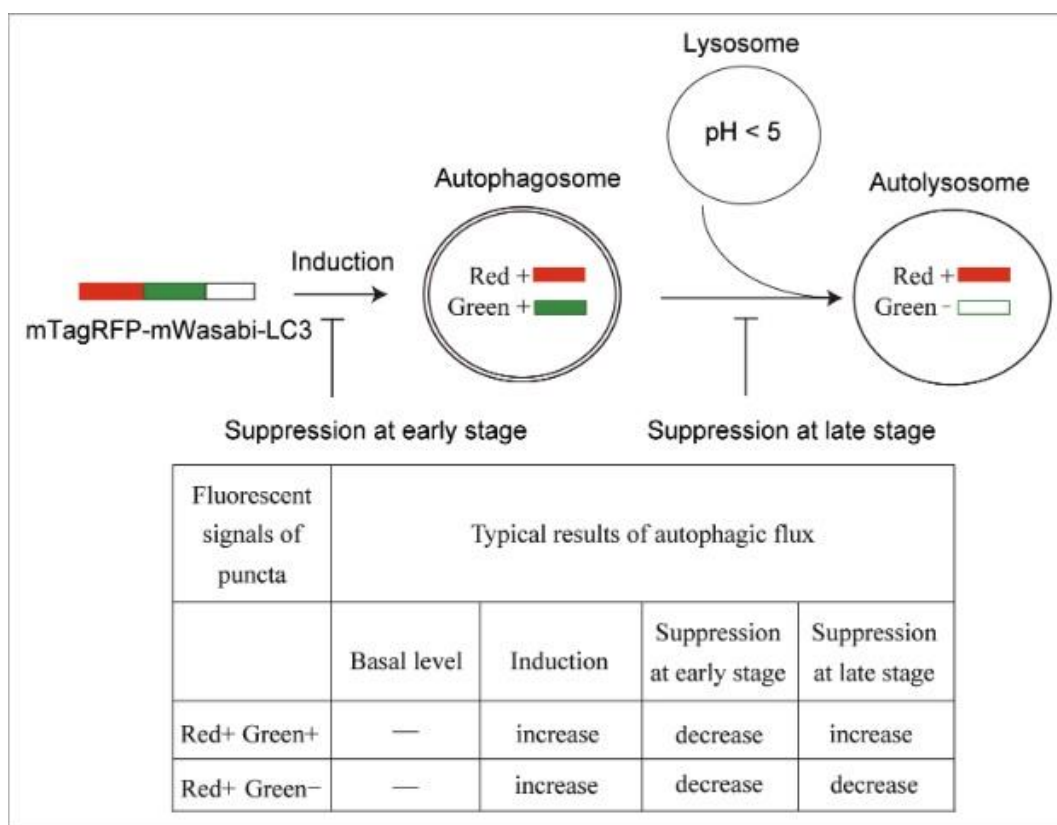 Lysosome
pH < 5
Autophagosome
Autolysosome
Induction
Red +
Green +
Red +
Green -
mTagRFP-mWasabi-LC3
Suppression at early stage
Suppression at late stage
Fluorescent
signals of
puncta
Typical results of autophagic flux
Basal level
Induction
Suppression
at early stage
Suppression
at late stage
Red+ Green+
—
increase
decrease
increase
Red+ Green−
—
increase
decrease
decrease